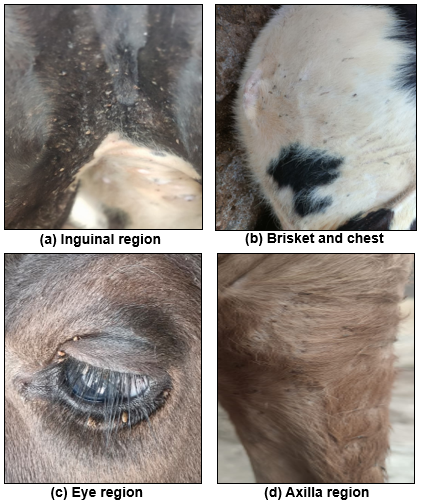 (a) Inguinal region
(b) Brisket and chest
(c) Eye region
(d) Axilla region